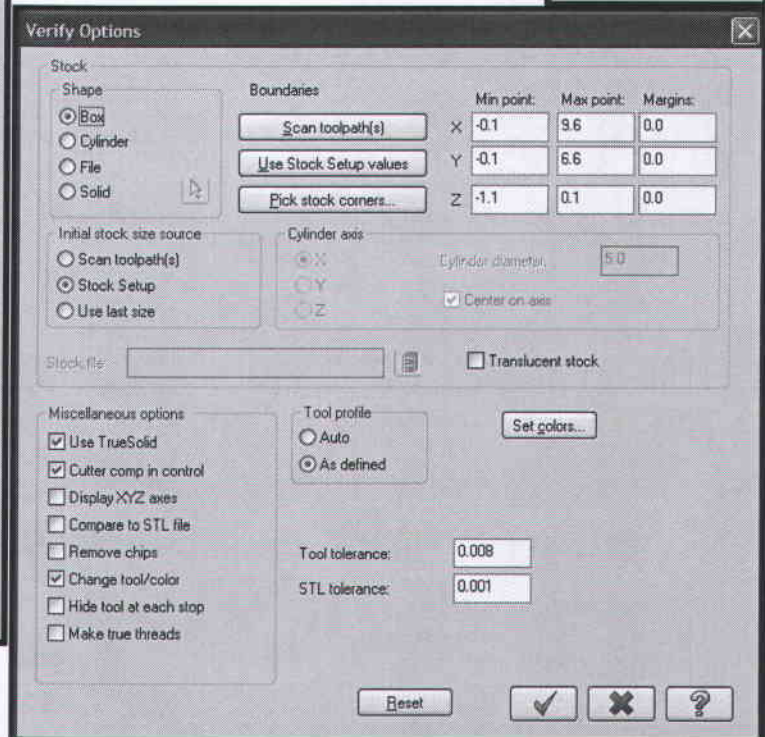 Verify Options
Stock
Shape
Box
Cylinder
File
Solid
Boundaries
Scan toolpath(s)
Use Stock Setup values
Pick stock corners...
Min point: Max point: Margins:
X -0.1 9.6 0.0
Y -0.1 6.6 0.0
Z -1.1 0.1 0.0
Initial stock size source
Scan toolpath(s)
Stock Setup
Use last size
Cylinder axis
X
Y
Z
Cylinder diameter: 5.0
Center on axis
Stock file
Translucent stock
Miscellaneous options
Use TrueSolid
Cutter comp in control
Display XYZ axes
Compare to STL file
Remove chips
Change tool/color
Hide tool at each stop
Make true threads
Tool profile
Auto
As defined
Set colors...
Tool tolerance: 0.008
STL tolerance: 0.001
Reset
?